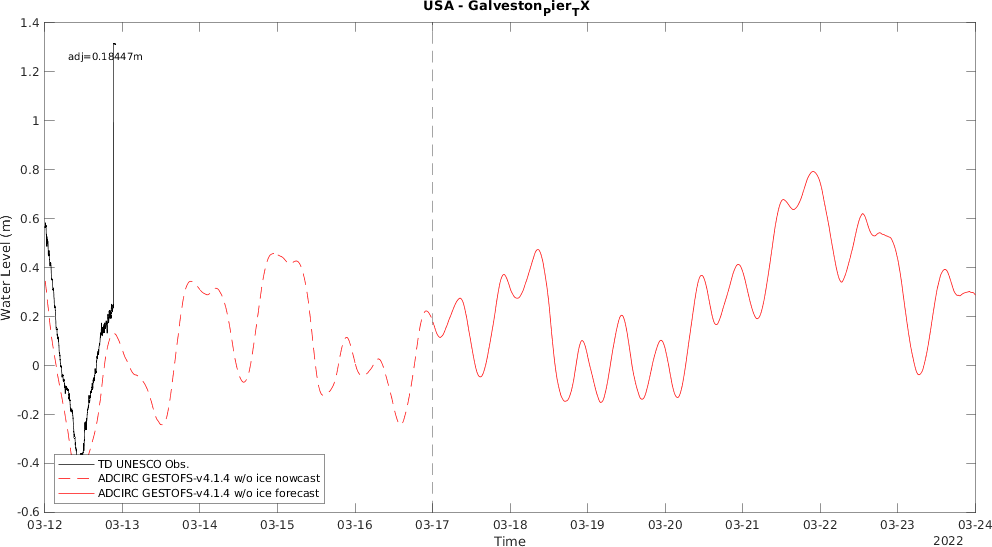 USA - Galveston_Pier_TX
adj=0.18447m
1.4
1.2
1
0.8
0.6
0.4
0.2
0
-0.2
-0.4
-0.6
Water Level (m)
TD UNESCO Obs.
ADCIRC GESTOFS-v4.1.4 w/o ice nowcast
ADCIRC GESTOFS-v4.1.4 w/o ice forecast
03-12 03-13 03-14 03-15 03-16 03-17 03-18 03-19 03-20 03-21 03-22 03-23 03-24
Time
2022